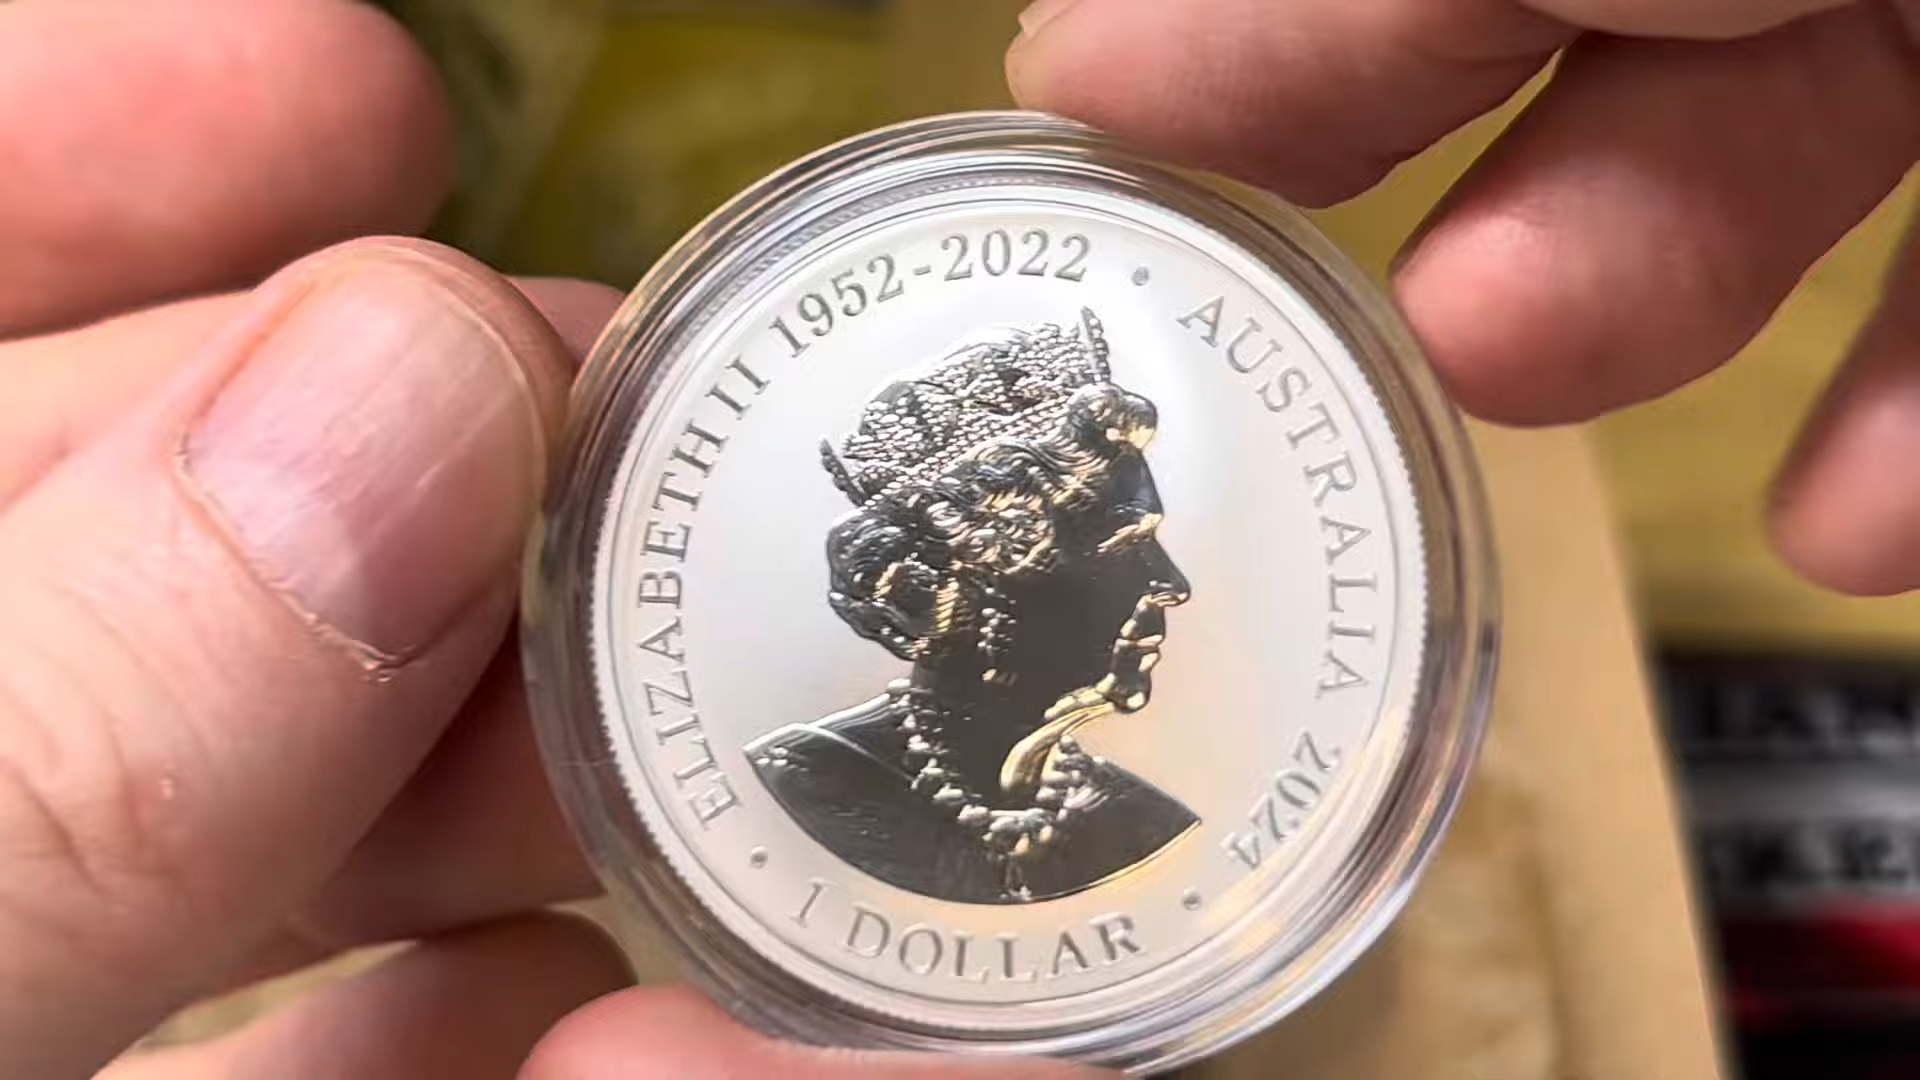 ELIZABETH II 1952-2022 • AUSTRALIA 2024 • 1 DOLLAR •